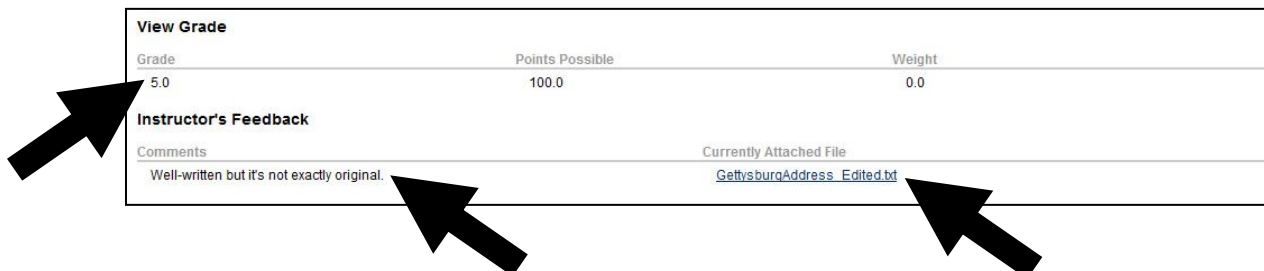 View Grade
Grade Points Possible Weight
5.0 100.0 0.0
Instructor's Feedback
Comments Currently Attached File
Well-written but it's not exactly original. GettysburgAddress_Edited.txt